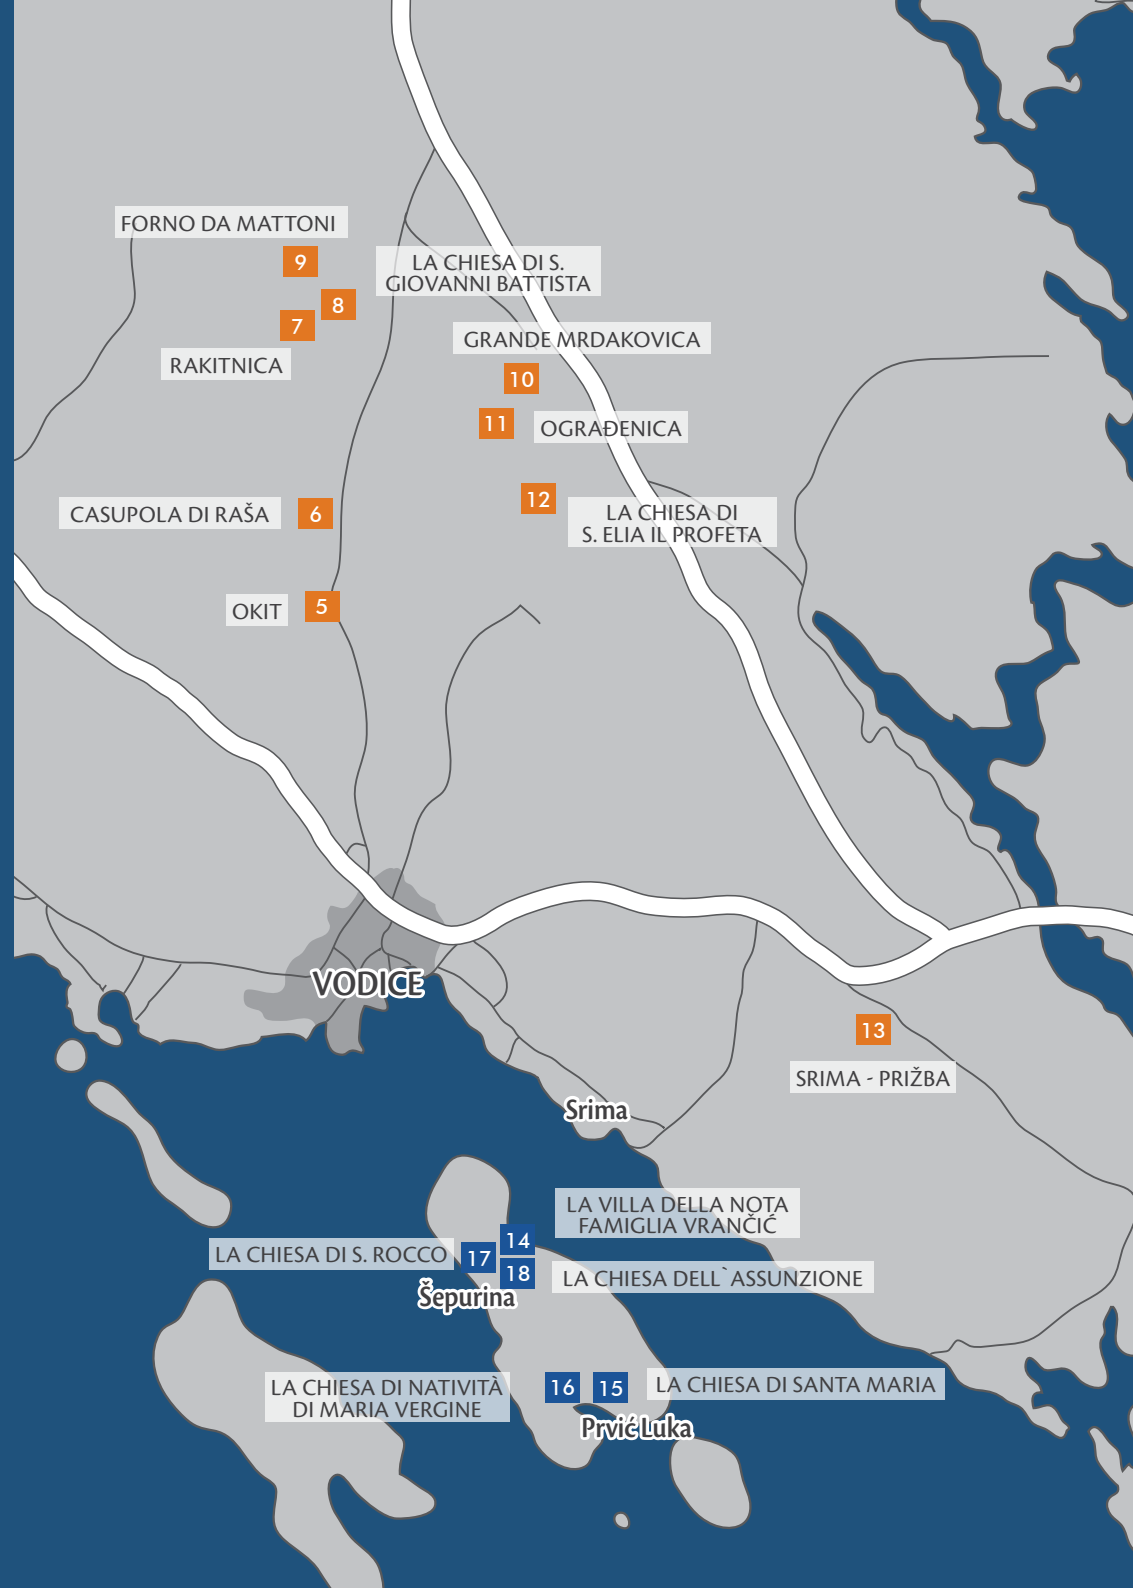 FORNO DA MATTONI
9
LA CHIESA DI S.
GIOVANNI BATTISTA
8
7
RAKITNICA
GRANDE MRDAKOVICA
10
11
OGRAĐENICA
12
CASUPOLA DI RAŠA
6
LA CHIESA DI
S. ELIA IL PROFETA
OKIT
5
VODICE
13
SRIMA - PRIŽBA
Srima
LA VILLA DELLA NOTA
FAMIGLIA VRANČIĆ
14
LA CHIESA DI S. ROCCO
17
18
LA CHIESA DELL`ASSUNZIONE
Šepurina
LA CHIESA DI NATIVITÀ
DI MARIA VERGINE
16
15
LA CHIESA DI SANTA MARIA
Prvić Luka